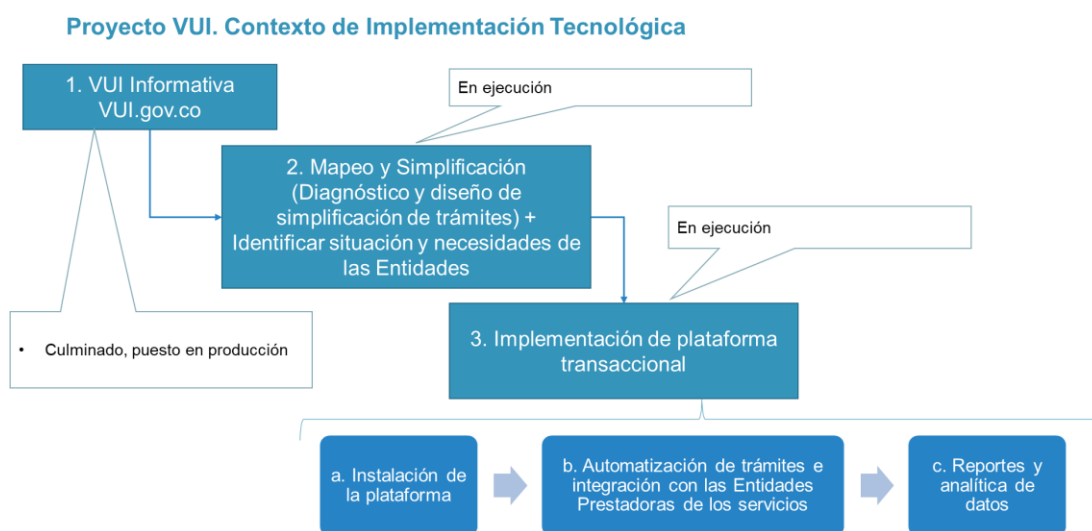 Proyecto VUI. Contexto de Implementación Tecnológica
1. VUI Informativa
VUI.gov.co
En ejecución
2. Mapeo y Simplificación
(Diagnóstico y diseño de
simplificación de trámites) +
Identificar situación y necesidades de
las Entidades
En ejecución
• Culminado, puesto en producción
3. Implementación de plataforma
transaccional
a. Instalación de
la plataforma
b. Automatización de trámites e
integración con las Entidades
Prestadoras de los servicios
c. Reportes y
analítica de
datos